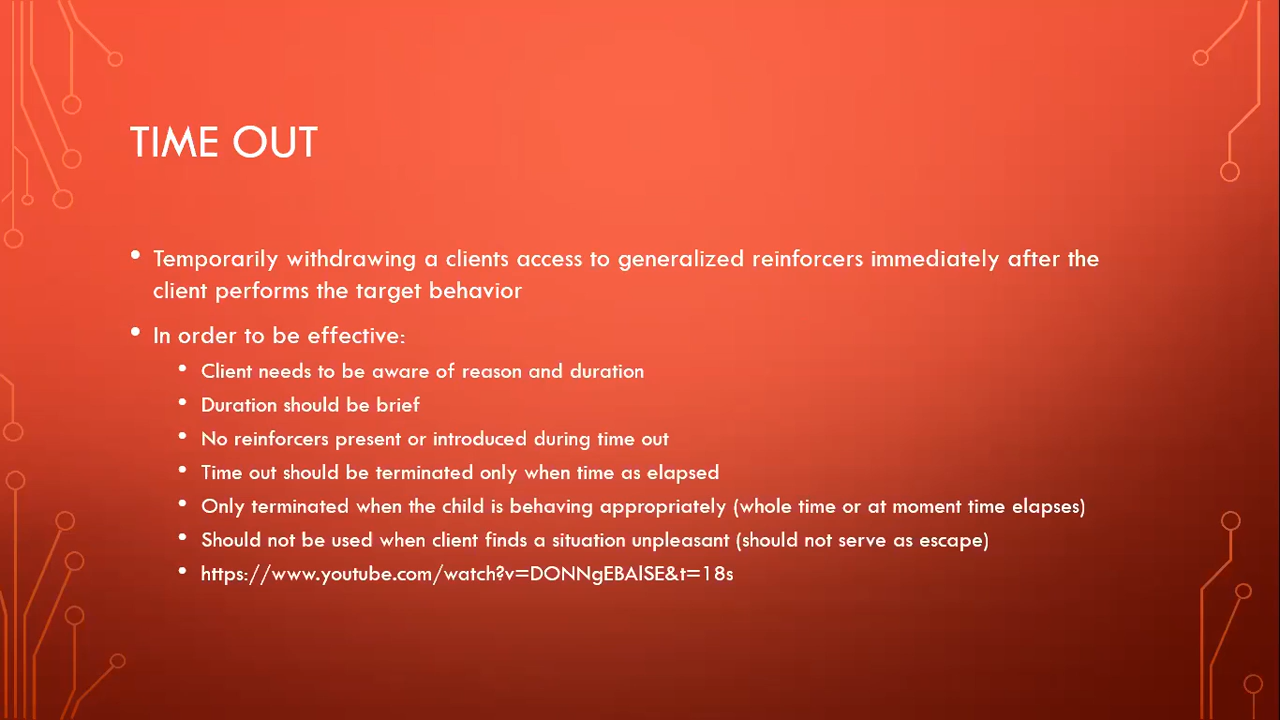 TIME OUT
• Temporarily withdrawing a clients access to generalized reinforcers immediately after the
client performs the target behavior
• In order to be effective:
• Client needs to be aware of reason and duration
• Duration should be brief
• No reinforcers present or introduced during time out
• Time out should be terminated only when time as elapsed
• Only terminated when the child is behaving appropriately (whole time or at moment time elapses)
• Should not be used when client finds a situation unpleasant (should not serve as escape)
• https://www.youtube.com/watch?v=DONNgEBAlSE&t=18s